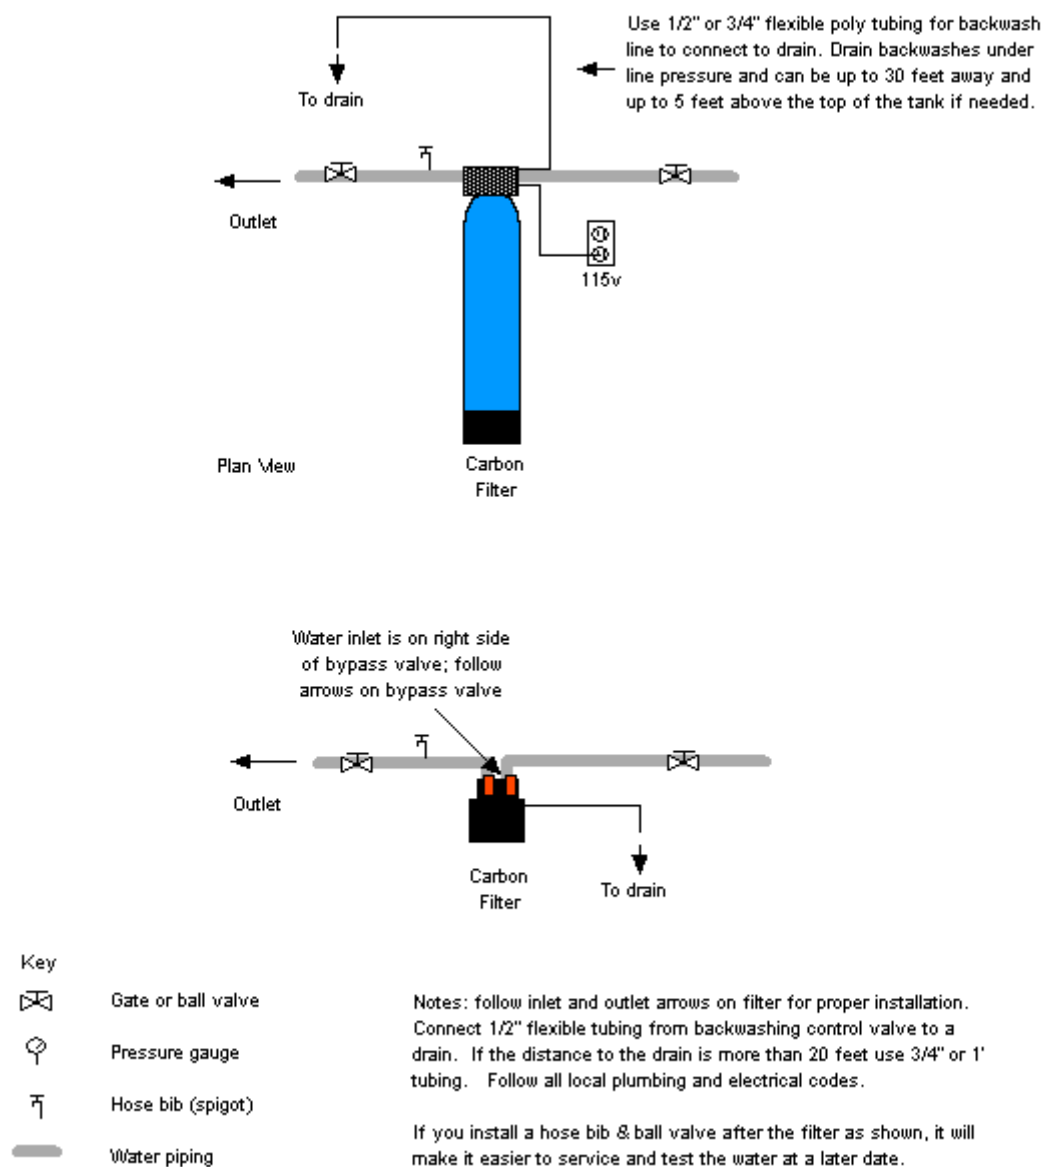 Use 1/2" or 3/4" flexible poly tubing for backwash
line to connect to drain. Drain backwashes under
line pressure and can be up to 30 feet away and
up to 5 feet above the top of the tank if needed.
To drain
Outlet
115v
Plan View
Carbon
Filter
Water inlet is on right side
of bypass valve; follow
arrows on bypass valve
Outlet
Carbon
Filter
To drain
Key
Gate or ball valve
Pressure gauge
Hose bib (spigot)
Water piping
Notes: follow inlet and outlet arrows on filter for proper installation.
Connect 1/2" flexible tubing from backwashing control valve to a
drain. If the distance to the drain is more than 20 feet use 3/4" or 1'
tubing. Follow all local plumbing and electrical codes.
If you install a hose bib & ball valve after the filter as shown, it will
make it easier to service and test the water at a later date.